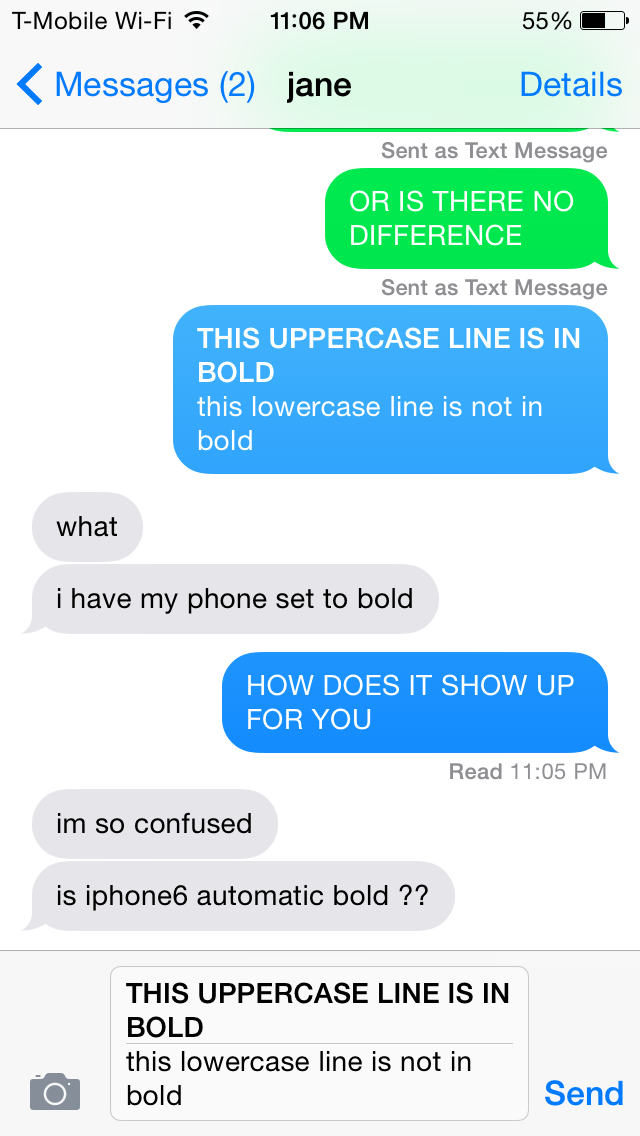 T-Mobile Wi-Fi 11:06 PM 55%
Messages (2) jane Details
Sent as Text Message
OR IS THERE NO
DIFFERENCE
Sent as Text Message
THIS UPPERCASE LINE IS IN
BOLD
this lowercase line is not in
bold
what
i have my phone set to bold
HOW DOES IT SHOW UP
FOR YOU
Read 11:05 PM
im so confused
is iphone6 automatic bold ??
THIS UPPERCASE LINE IS IN
BOLD
this lowercase line is not in
bold
Send